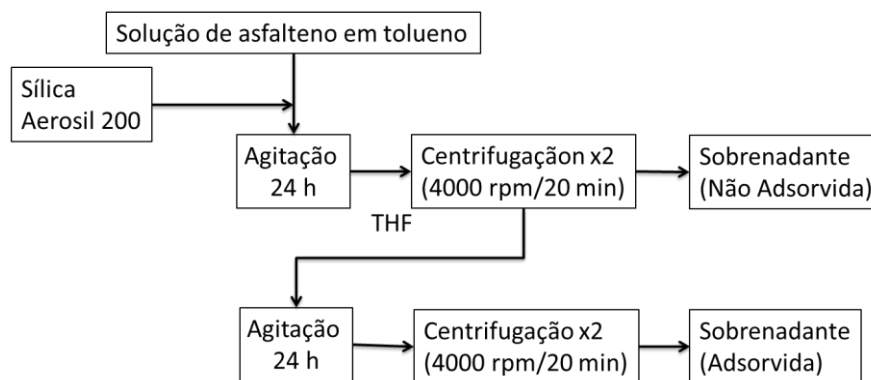 Solução de asfalteno em tolueno
Sílica
Aerosil 200
Agitação
24 h
Centrifugaçãon x2
(4000 rpm/20 min)
Sobrenadante
(Não Adsorvida)
THF
Agitação
24 h
Centrifugação x2
(4000 rpm/20 min)
Sobrenadante
(Adsorvida)